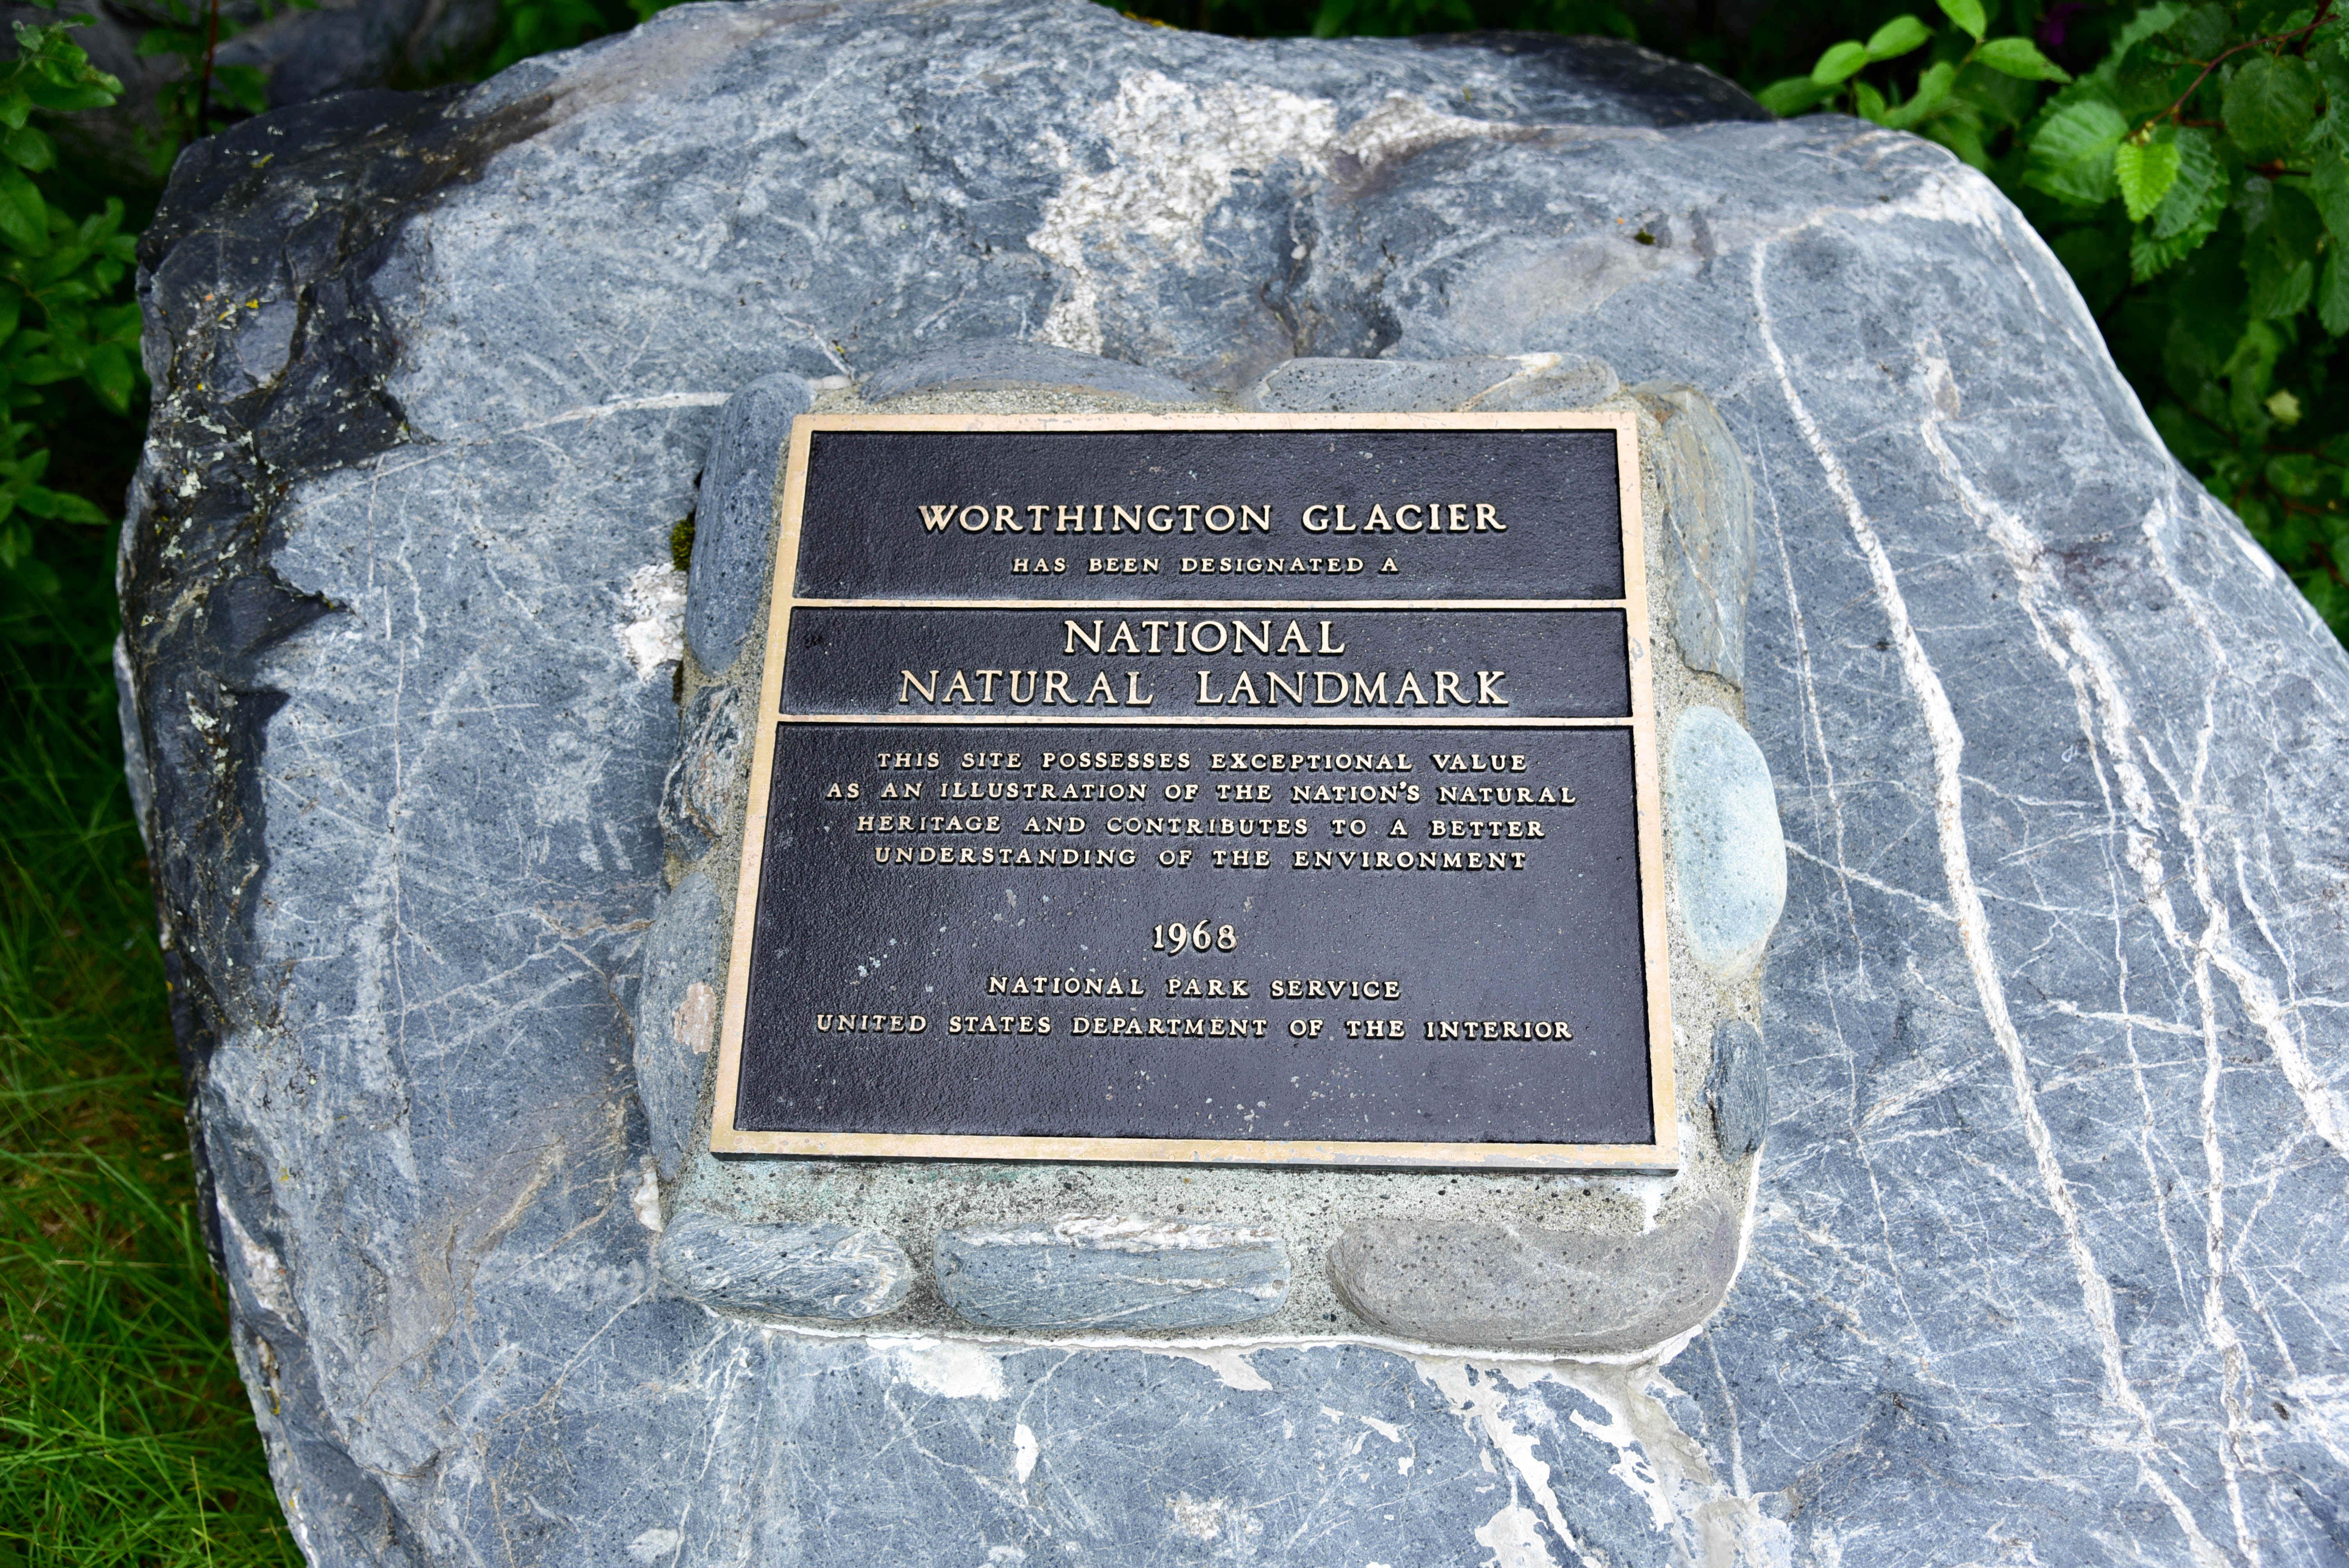 WORTHINGTON GLACIER
HAS BEEN DESIGNATED A
NATIONAL
NATURAL LANDMARK
THIS SITE POSSESSES EXCEPTIONAL VALUE
AS AN ILLUSTRATION OF THE NATION'S NATURAL
HERITAGE AND CONTRIBUTES TO A BETTER
UNDERSTANDING OF THE ENVIRONMENT
1968
NATIONAL PARK SERVICE
UNITED STATES DEPARTMENT OF THE INTERIOR